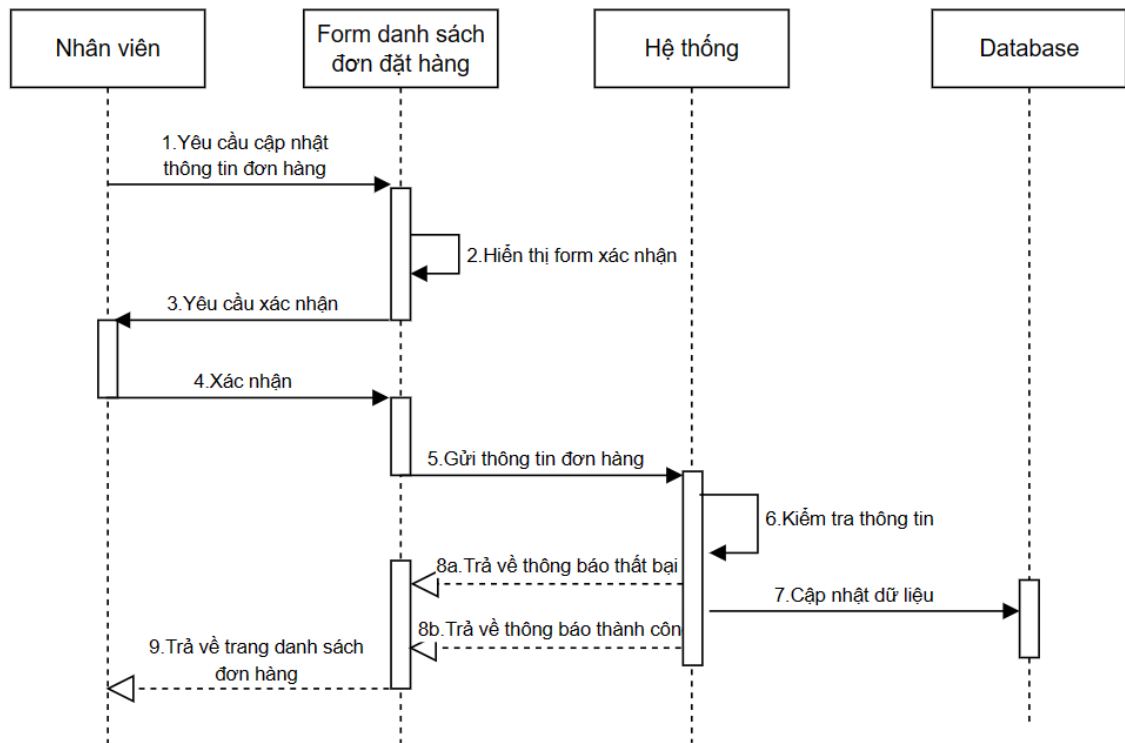 Nhân viên
Form danh sách
đơn đặt hàng
Hệ thống
Database
1.Yêu cầu cập nhật
thông tin đơn hàng
2.Hiển thị form xác nhận
3.Yêu cầu xác nhận
4.Xác nhận
5.Gửi thông tin đơn hàng
6.Kiểm tra thông tin
8a.Trả về thông báo thất bại
7.Cập nhật dữ liệu
8b.Trả về thông báo thành côn
9.Trả về trang danh sách
đơn hàng